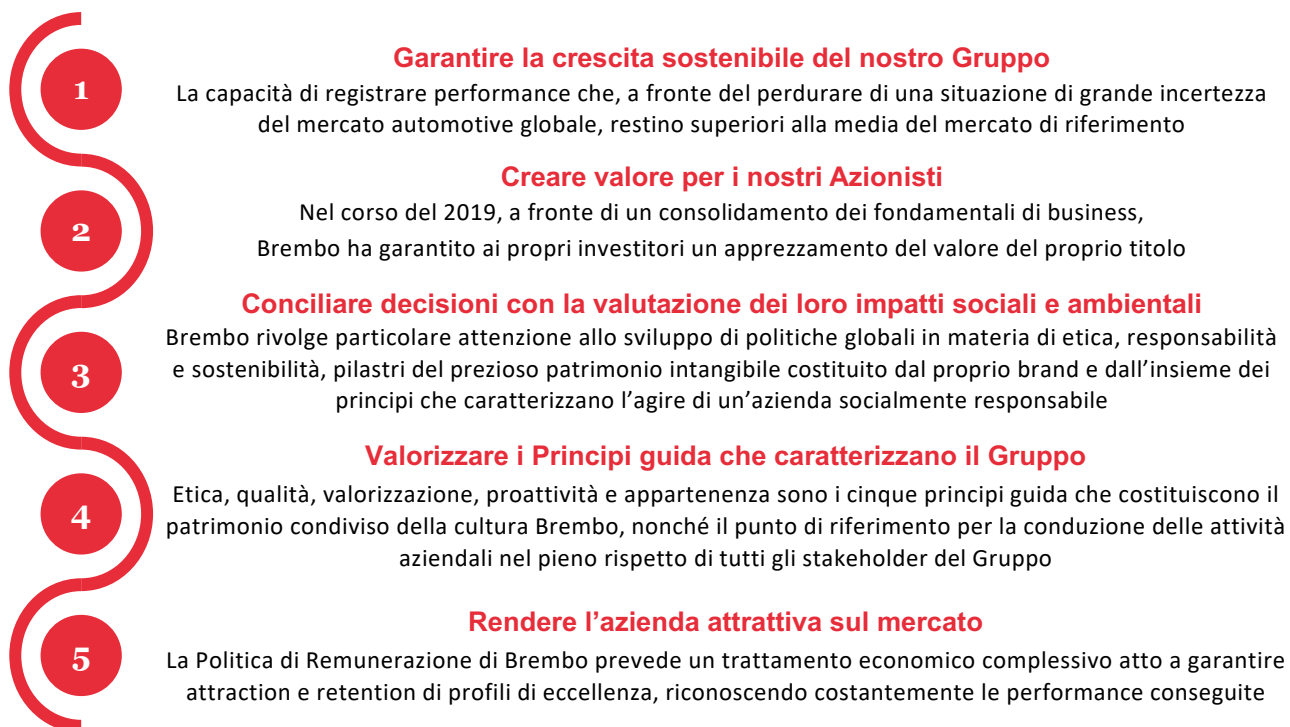 1
Garantire la crescita sostenibile del nostro Gruppo
La capacità di registrare performance che, a fronte del perdurare di una situazione di grande incertezza
del mercato automotive globale, restino superiori alla media del mercato di riferimento
2
Creare valore per i nostri Azionisti
Nel corso del 2019, a fronte di un consolidamento dei fondamentali di business,
Brembo ha garantito ai propri investitori un apprezzamento del valore del proprio titolo
3
Conciliare decisioni con la valutazione dei loro impatti sociali e ambientali
Brembo rivolge particolare attenzione allo sviluppo di politiche globali in materia di etica, responsabilità
e sostenibilità, pilastri del prezioso patrimonio intangibile costituito dal proprio brand e dall’insieme dei
principi che caratterizzano l’agire di un’azienda socialmente responsabile
4
Valorizzare i Principi guida che caratterizzano il Gruppo
Etica, qualità, valorizzazione, proattività e appartenenza sono i cinque principi guida che costituiscono il
patrimonio condiviso della cultura Brembo, nonché il punto di riferimento per la conduzione delle attività
aziendali nel pieno rispetto di tutti gli stakeholder del Gruppo
5
Rendere l’azienda attrattiva sul mercato
La Politica di Remunerazione di Brembo prevede un trattamento economico complessivo atto a garantire
attraction e retention di profili di eccellenza, riconoscendo costantemente le performance conseguite